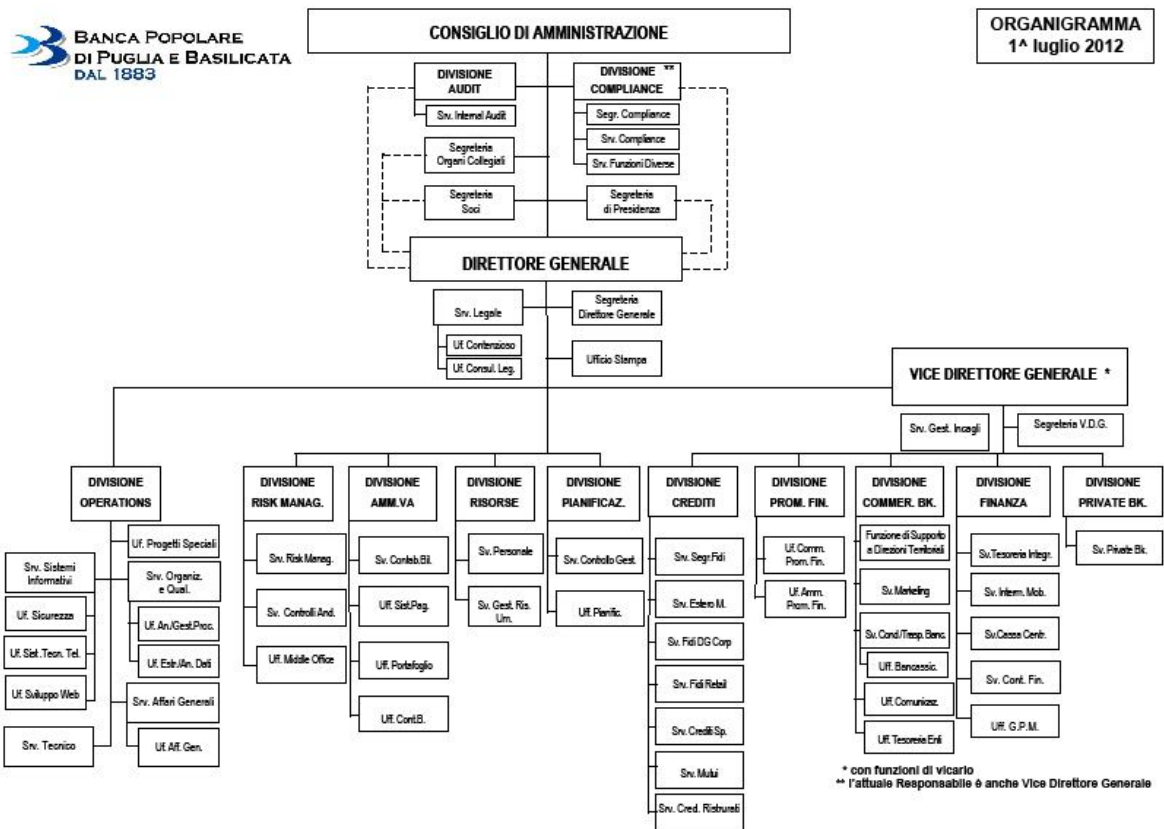 BANCA POPOLARE
DI PUGLIA E BASILICATA
DAL 1883
CONSIGLIO DI AMMINISTRAZIONE
ORGANIGRAMMA
1^ luglio 2012
DIVISIONE
AUDIT
DIVISIONE **
COMPLIANCE
Srv. Internal Audit
Segr. Compliance
Srv. Compliance
Srv. Funzioni Diverse
Segreteria
Organi Collegiali
Segreteria
Soci
Segreteria
di Presidenza
DIRETTORE GENERALE
Srv. Legale
Segreteria
Direttore Generale
Uf. Contenzioso
Uf. Consul. Leg.
Ufficio Stampa
VICE DIRETTORE GENERALE *
Srv. Gest. Incagli
Segreteria V.D.G.
DIVISIONE
OPERATIONS
DIVISIONE
RISK MANAG.
DIVISIONE
AMM.VA
DIVISIONE
RISORSE
DIVISIONE
PIANIFICAZ.
DIVISIONE
CREDITI
DIVISIONE
PROM. FIN.
DIVISIONE
COMMER. BK.
DIVISIONE
FINANZA
DIVISIONE
PRIVATE BK.
Uf. Progetti Speciali
Srv. Sistemi
Informativi
Srv. Organiz.
e Qual.
Uf. Sicurezza
Uf. An./Gest.Proc.
Uf. Sist.Tecn. Tel.
Uf. Estr./An. Dati
Uf. Sviluppo Web
Srv. Affari Generali
Srv. Tecnico
Uf. Aff. Gen.
Srv. Risk Manag.
Sv. Controlli And.
Uff. Middle Office
Sv. Contab.Bil.
Uff. Sist.Pag.
Uff. Portafoglio
Uff. Cont.B.
Sv. Personale
Sv. Gest. Ris.
Um.
Srv. Controllo Gest.
Uff. Pianific.
Srv. Segr.Fidi
Srv. Estero M.
Sv. Fidi DG Corp
Srv. Fidi Retail
Srv. Crediti Sp.
Srv. Mutui
Srv. Cred. Ristrurati
Uf. Comm.
Prom. Fin.
Uf. Amm.
Prom. Fin.
Funzione di Supporto
a Direzioni Territoriali
Sv. Marketing
Sv. Cond./Trasp. Banc.
Uff. Bancassic.
Uf. Comunicaz.
Uff. Tesoreria Enti
Sv.Tesoreria Integr.
Sv. Interm. Mob.
Sv.Cassa Centr.
Sv. Cont. Fin.
Uff. G.P.M.
Sv. Private Bk.
* con funzioni di vicario
** l'attuale Responsabile è anche Vice Direttore Generale